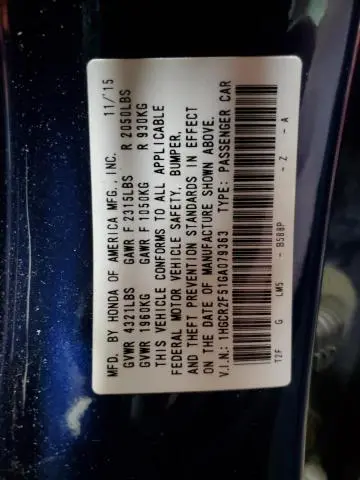 MFD. BY HONDA OF AMERICA MFG., INC. 11/'15
GVWR 4321LBS GAWR F 2315LBS R 2050LBS
GVWR 1960KG GAWR F 1050KG R 930KG
THIS VEHICLE CONFORMS TO ALL APPLICABLE
FEDERAL MOTOR VEHICLE SAFETY, BUMPER,
AND THEFT PREVENTION STANDARDS IN EFFECT
ON THE DATE OF MANUFACTURE SHOWN ABOVE.
V.I.N.: 1HGCR2F51GA079363 TYPE: PASSENGER CAR
T2F G LM5 - B588P - Z - A